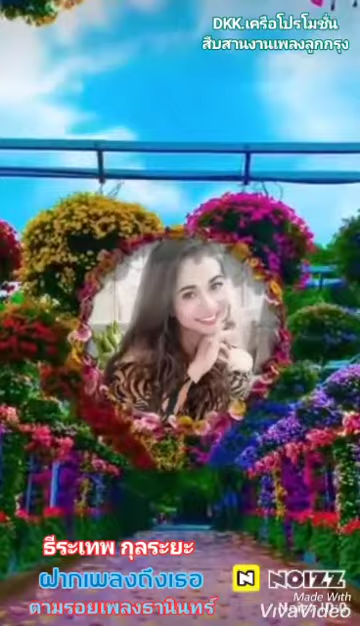 DKK.เครือโปรโมชั่น
สืบสานงานเพลงลูกกรุง
ธีระเทพ กุลระยะ
ฝากเพลงถึงเธอ
ตามรอยเพลงธานินทร์
N NOIZZ
Made With
VivaVideo